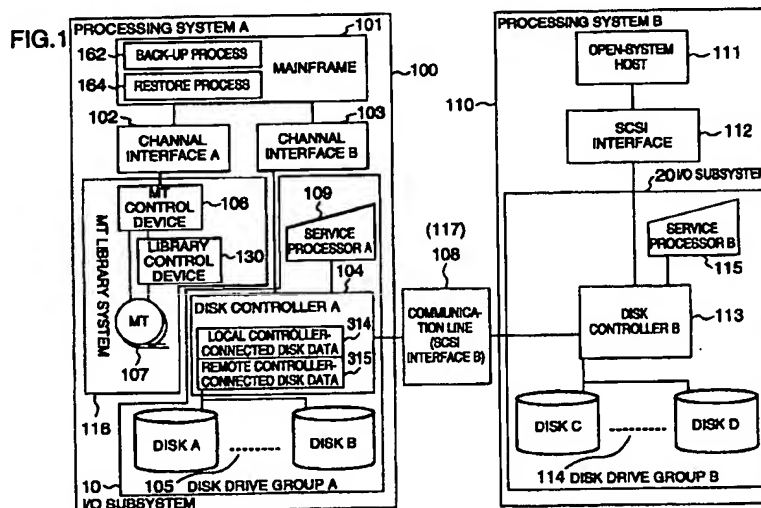 FIG.1
PROCESSING SYSTEM A
101
162
BACK-UP PROCESS
MAINFRAME
164
RESTORE PROCESS
100
102
103
CHANNAL
INTERFACE A
CHANNAL
INTERFACE B
MT LIBRARY SYSTEM
MT
CONTROL
DEVICE
106
LIBRARY
CONTROL
DEVICE
130
MT
107
116
109
SERVICE
PROCESSOR A
104
DISK CONTROLLER A
LOCAL CONTROLLER-
CONNECTED DISK DATA
314
REMOTE CONTROLLER-
CONNECTED DISK DATA
315
DISK A
DISK B
10
105
DISK DRIVE GROUP A
I/O SUBSYSTEM
(117)
108
COMMUNICA-
TION LINE
(SCSI
INTERFACE B)
PROCESSING SYSTEM B
OPEN-SYSTEM
HOST
111
110
SCSI
INTERFACE
112
20
I/O SUBSYSTEM
SERVICE
PROCESSOR B
115
DISK
CONTROLLER B
113
DISK C
DISK D
114
DISK DRIVE GROUP B